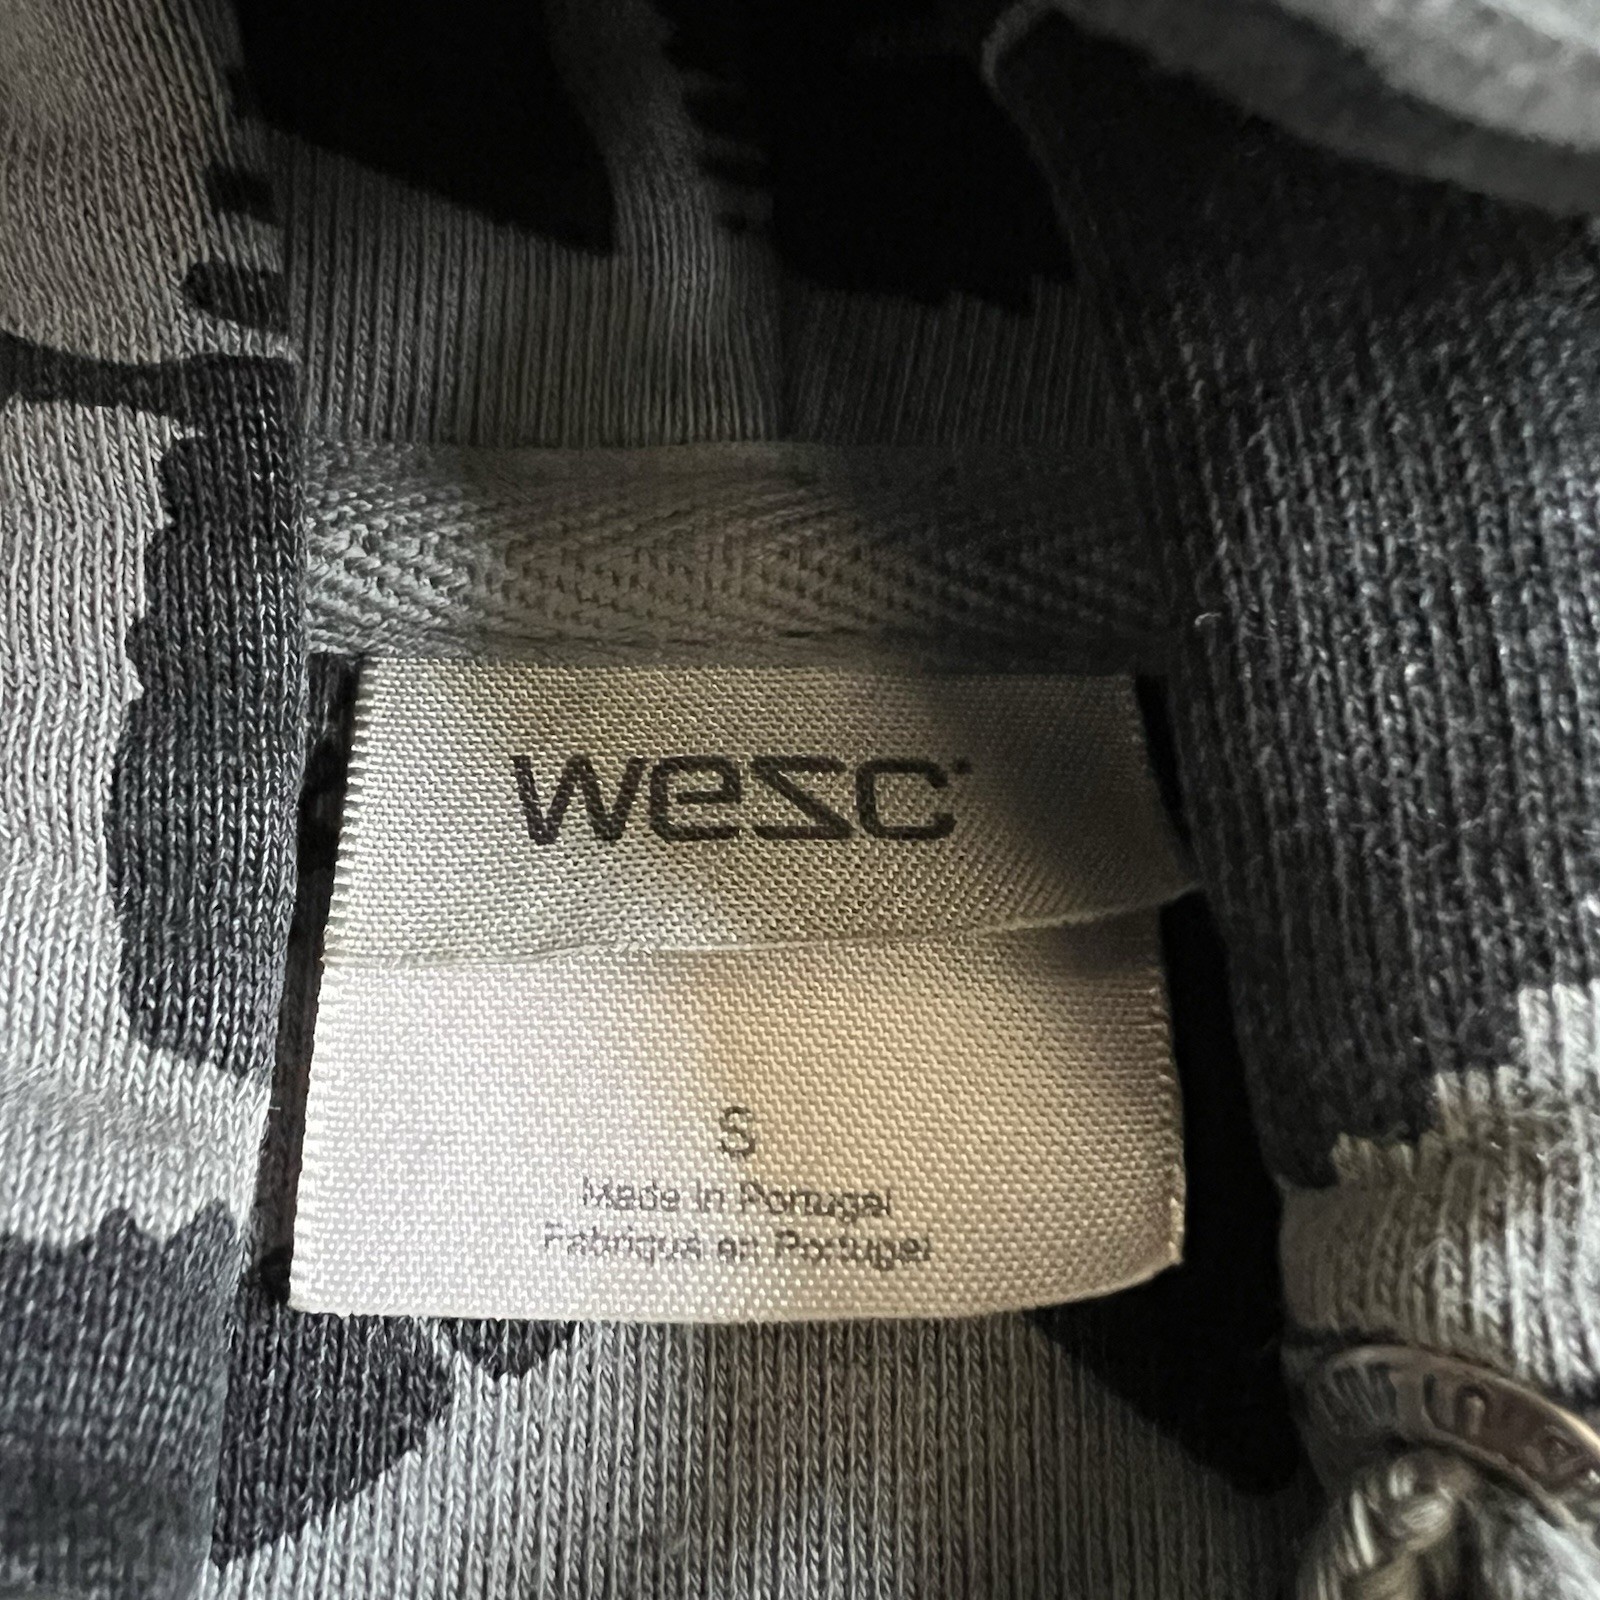 wesc
S
Made in Portugal
Fabriqué en Portugal